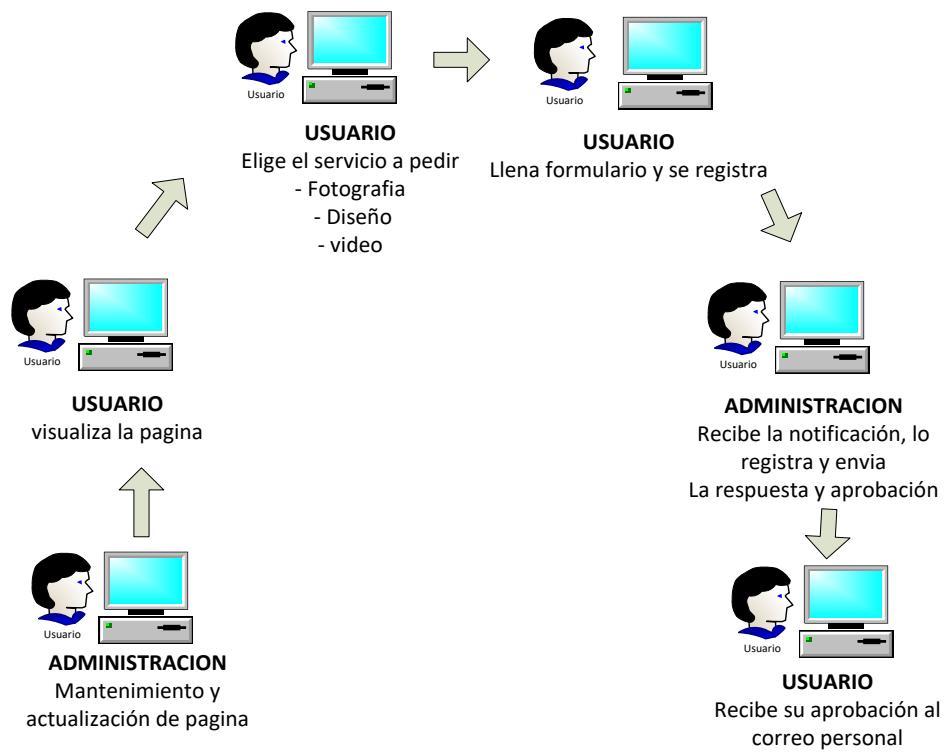 Usuario
USUARIO
Elige el servicio a pedir
- Fotografia
- Diseño
- video
Usuario
USUARIO
Llena formulario y se registra
Usuario
USUARIO
visualiza la pagina
Usuario
ADMINISTRACION
Recibe la notificación, lo
registra y envia
La respuesta y aprobación
Usuario
ADMINISTRACION
Mantenimiento y
actualización de pagina
Usuario
USUARIO
Recibe su aprobación al
correo personal